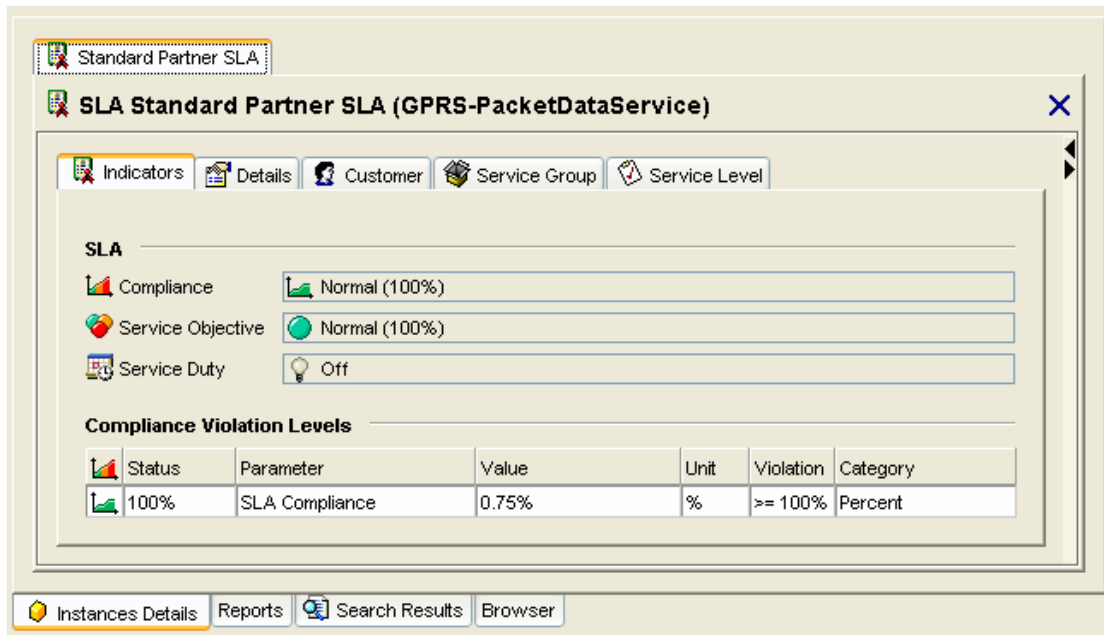 Standard Partner SLA
SLA Standard Partner SLA (GPRS-PacketDataService)
Indicators Details Customer Service Group Service Level
SLA
Compliance Normal (100%)
Service Objective Normal (100%)
Service Duty Off
Compliance Violation Levels
Status Parameter Value Unit Violation Category
100% SLA Compliance 0.75% % >= 100% Percent
Instances Details Reports Search Results Browser